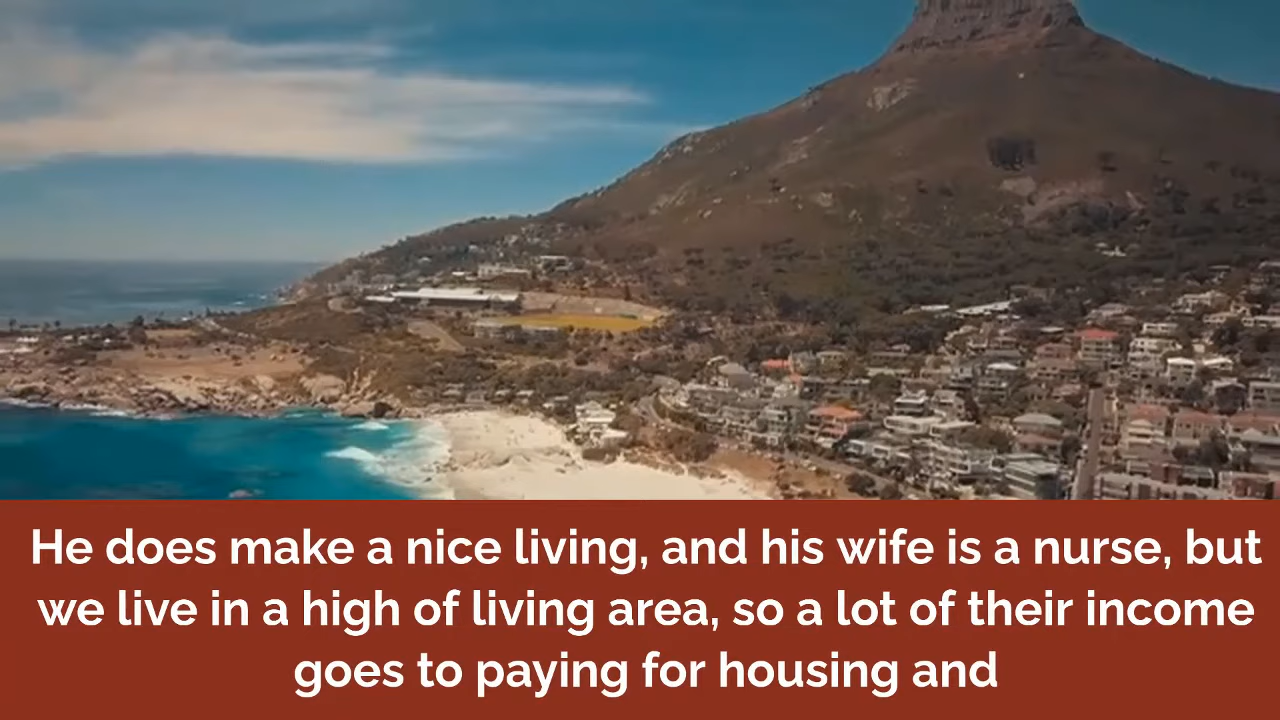 He does make a nice living, and his wife is a nurse, but
we live in a high of living area, so a lot of their income
goes to paying for housing and